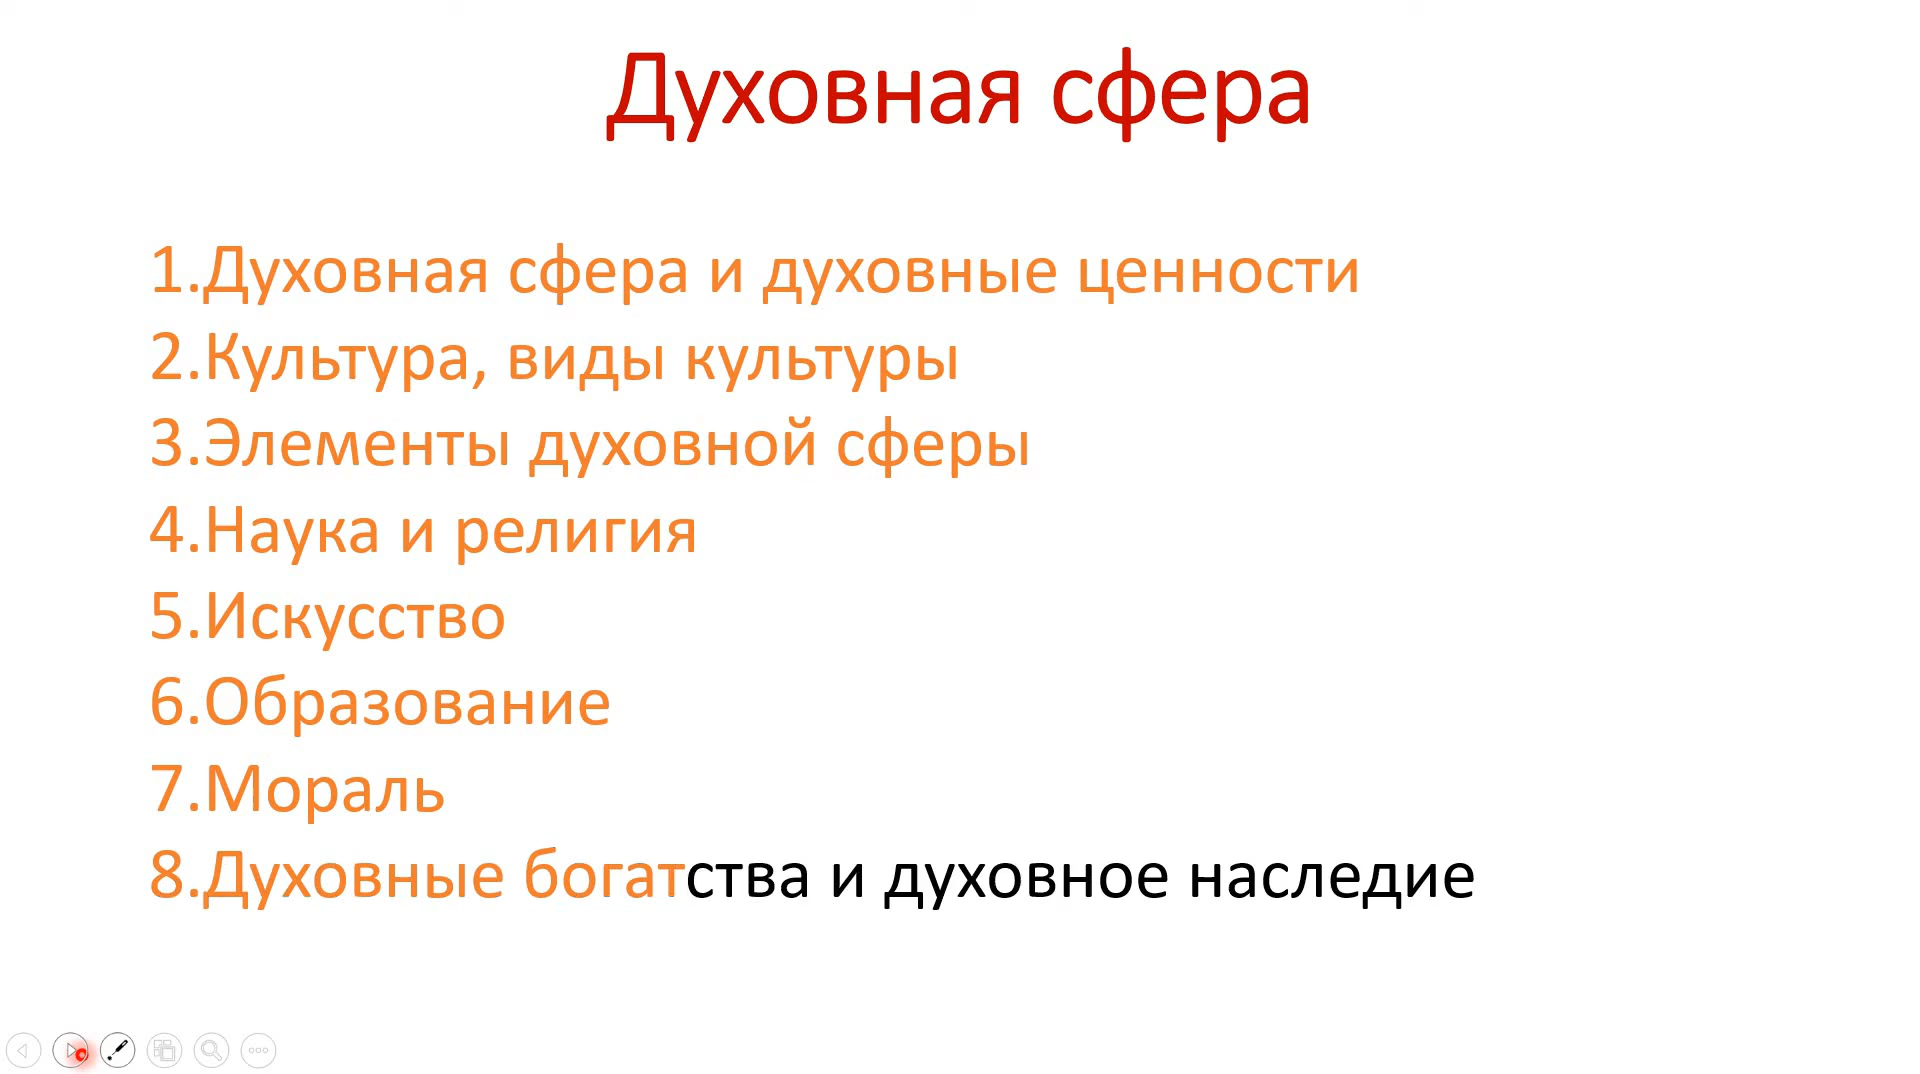 Духовная сфера
1.Духовная сфера и духовные ценности
2.Культура, виды культуры
3.Элементы духовной сферы
4.Наука и религия
5.Искусство
6.Образование
7.Мораль
8.Духовные богатства и духовное наследие